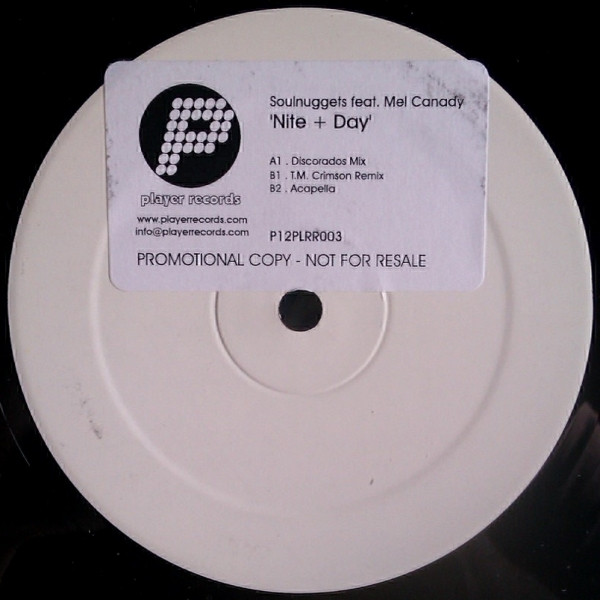 Soulnuggets feat. Mel Canady
'Nite + Day'
A1 . Discorados Mix
B1 . T.M. Crimson Remix
B2 . Acapella
P
player records
www.playerrecords.com
info@playerrecords.com
P12PLRR003
PROMOTIONAL COPY - NOT FOR RESALE